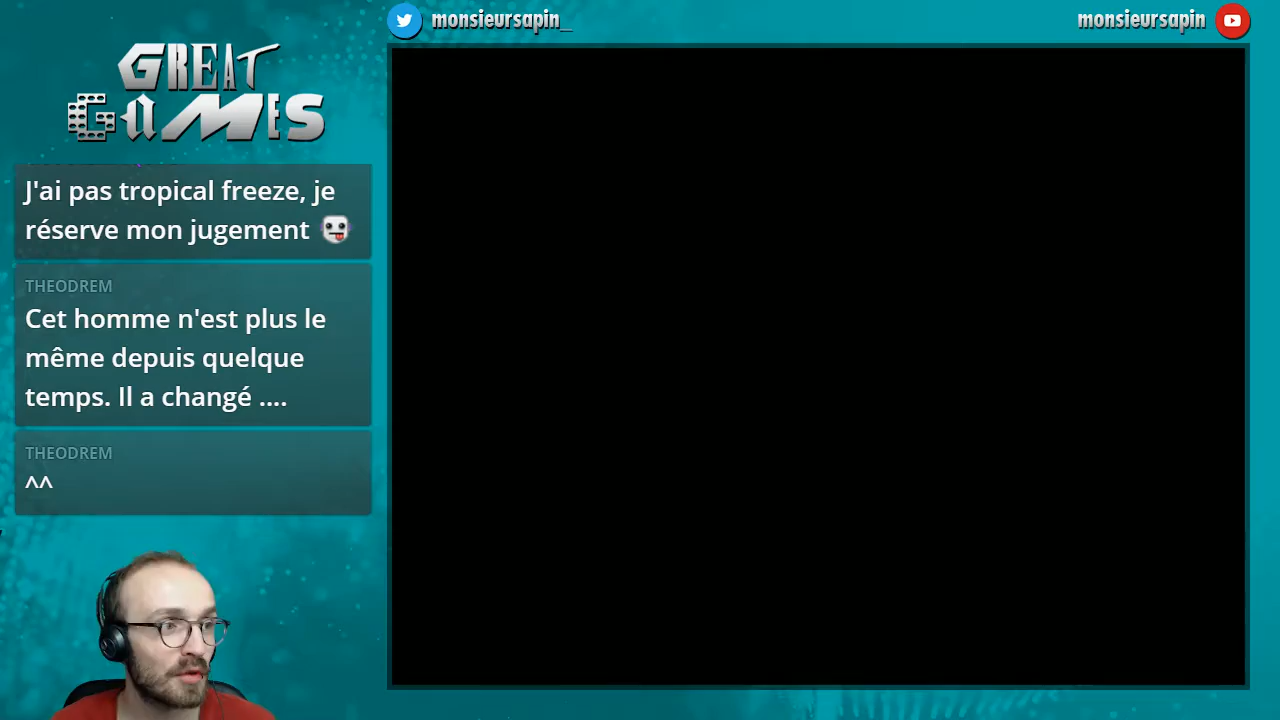 monsieursapin_
monsieursapin
GREAT
GAMES
J'ai pas tropical freeze, je
réserve mon jugement
THEODREM
Cet homme n'est plus le
même depuis quelque
temps. Il a changé ....
THEODREM
^^